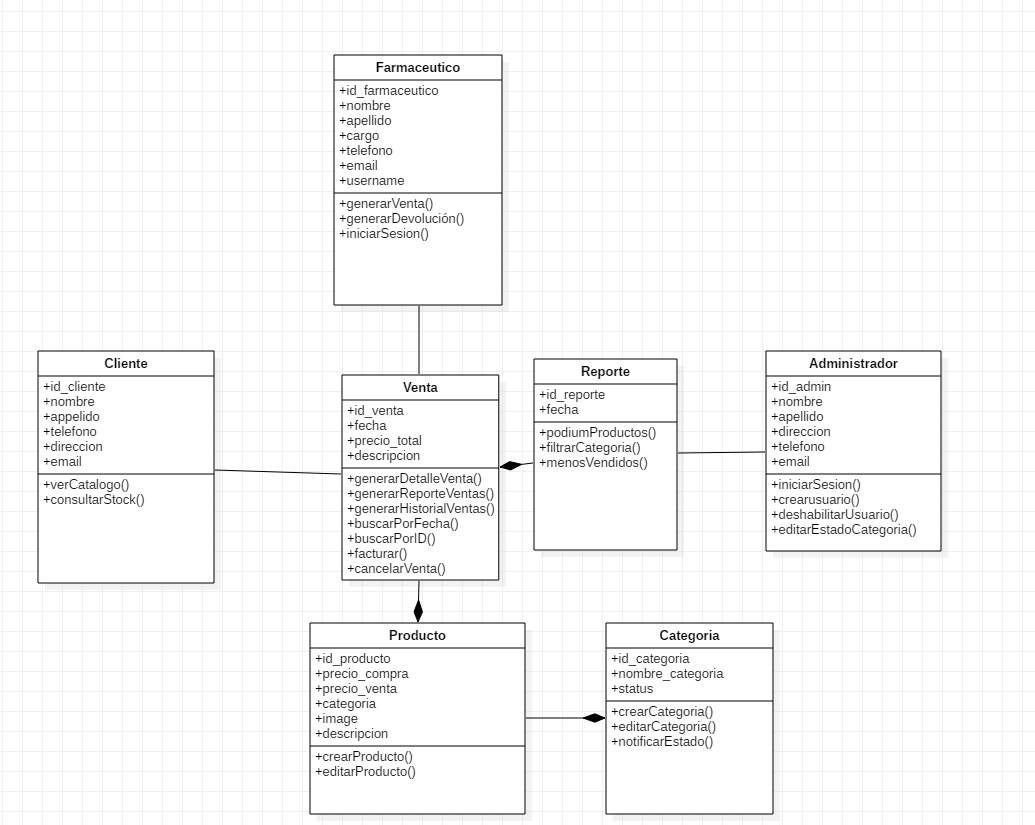 Farmaceutico
+id_farmaceutico
+nombre
+apellido
+cargo
+telefono
+email
+username
+generarVenta()
+generarDevolución()
+iniciarSesion()
Cliente
+id_cliente
+nombre
+appelido
+telefono
+direccion
+email
+verCatalogo()
+consultarStock()
Venta
+id_venta
+fecha
+precio_total
+descripcion
+generarDetalleVenta()
+generarReporteVentas()
+generarHistorialVentas()
+buscarPorFecha()
+buscarPorID()
+facturar()
+cancelarVenta()
Reporte
+id_reporte
+fecha
+podiumProductos()
+filtrarCategoria()
+menosVendidos()
Administrador
+id_admin
+nombre
+apellido
+direccion
+telefono
+email
+iniciarSesion()
+crearusuario()
+deshabilitarUsuario()
+editarEstadoCategoria()
Producto
+id_producto
+precio_compra
+precio_venta
+categoria
+image
+descripcion
+crearProducto()
+editarProducto()
Categoria
+id_categoria
+nombre_categoria
+status
+crearCategoria()
+editarCategoria()
+notificarEstado()